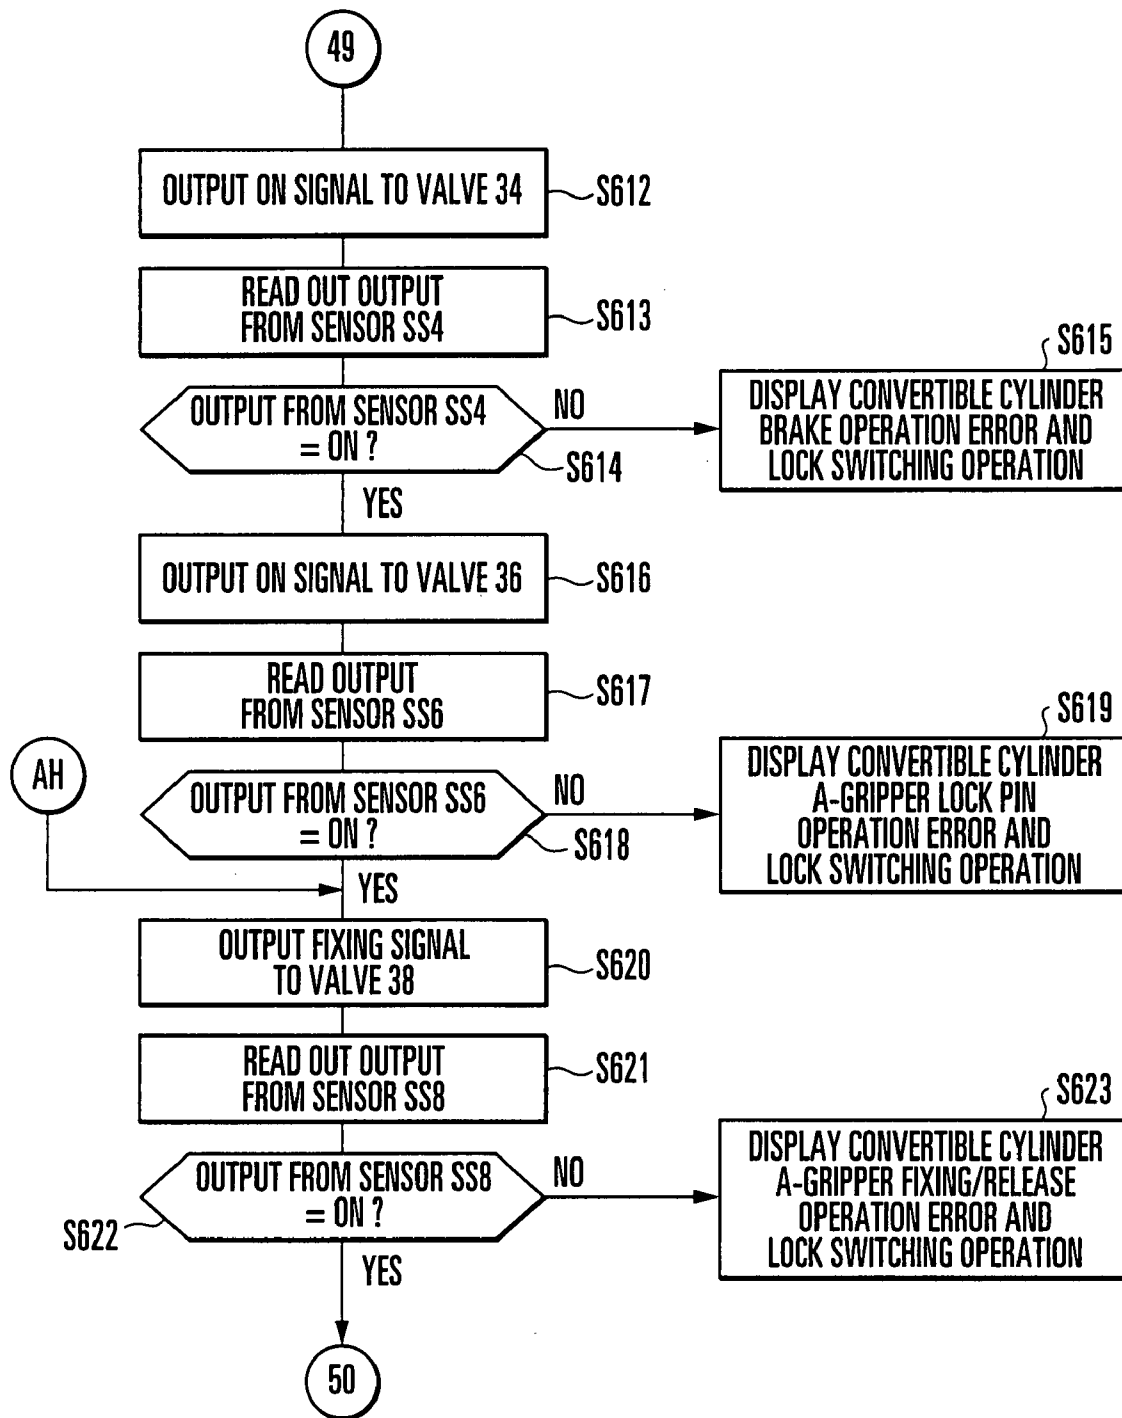 49
OUTPUT ON SIGNAL TO VALVE 34
S612
READ OUT OUTPUT
FROM SENSOR SS4
S613
OUTPUT FROM SENSOR SS4
= ON ?
NO
S614
YES
S615
DISPLAY CONVERTIBLE CYLINDER
BRAKE OPERATION ERROR AND
LOCK SWITCHING OPERATION
OUTPUT ON SIGNAL TO VALVE 36
S616
READ OUTPUT
FROM SENSOR SS6
S617
AH
OUTPUT FROM SENSOR SS6
= ON ?
NO
S618
YES
S619
DISPLAY CONVERTIBLE CYLINDER
A-GRIPPER LOCK PIN
OPERATION ERROR AND
LOCK SWITCHING OPERATION
OUTPUT FIXING SIGNAL
TO VALVE 38
S620
READ OUT OUTPUT
FROM SENSOR SS8
S621
OUTPUT FROM SENSOR SS8
= ON ?
NO
S622
YES
S623
DISPLAY CONVERTIBLE CYLINDER
A-GRIPPER FIXING/RELEASE
OPERATION ERROR AND
LOCK SWITCHING OPERATION
50